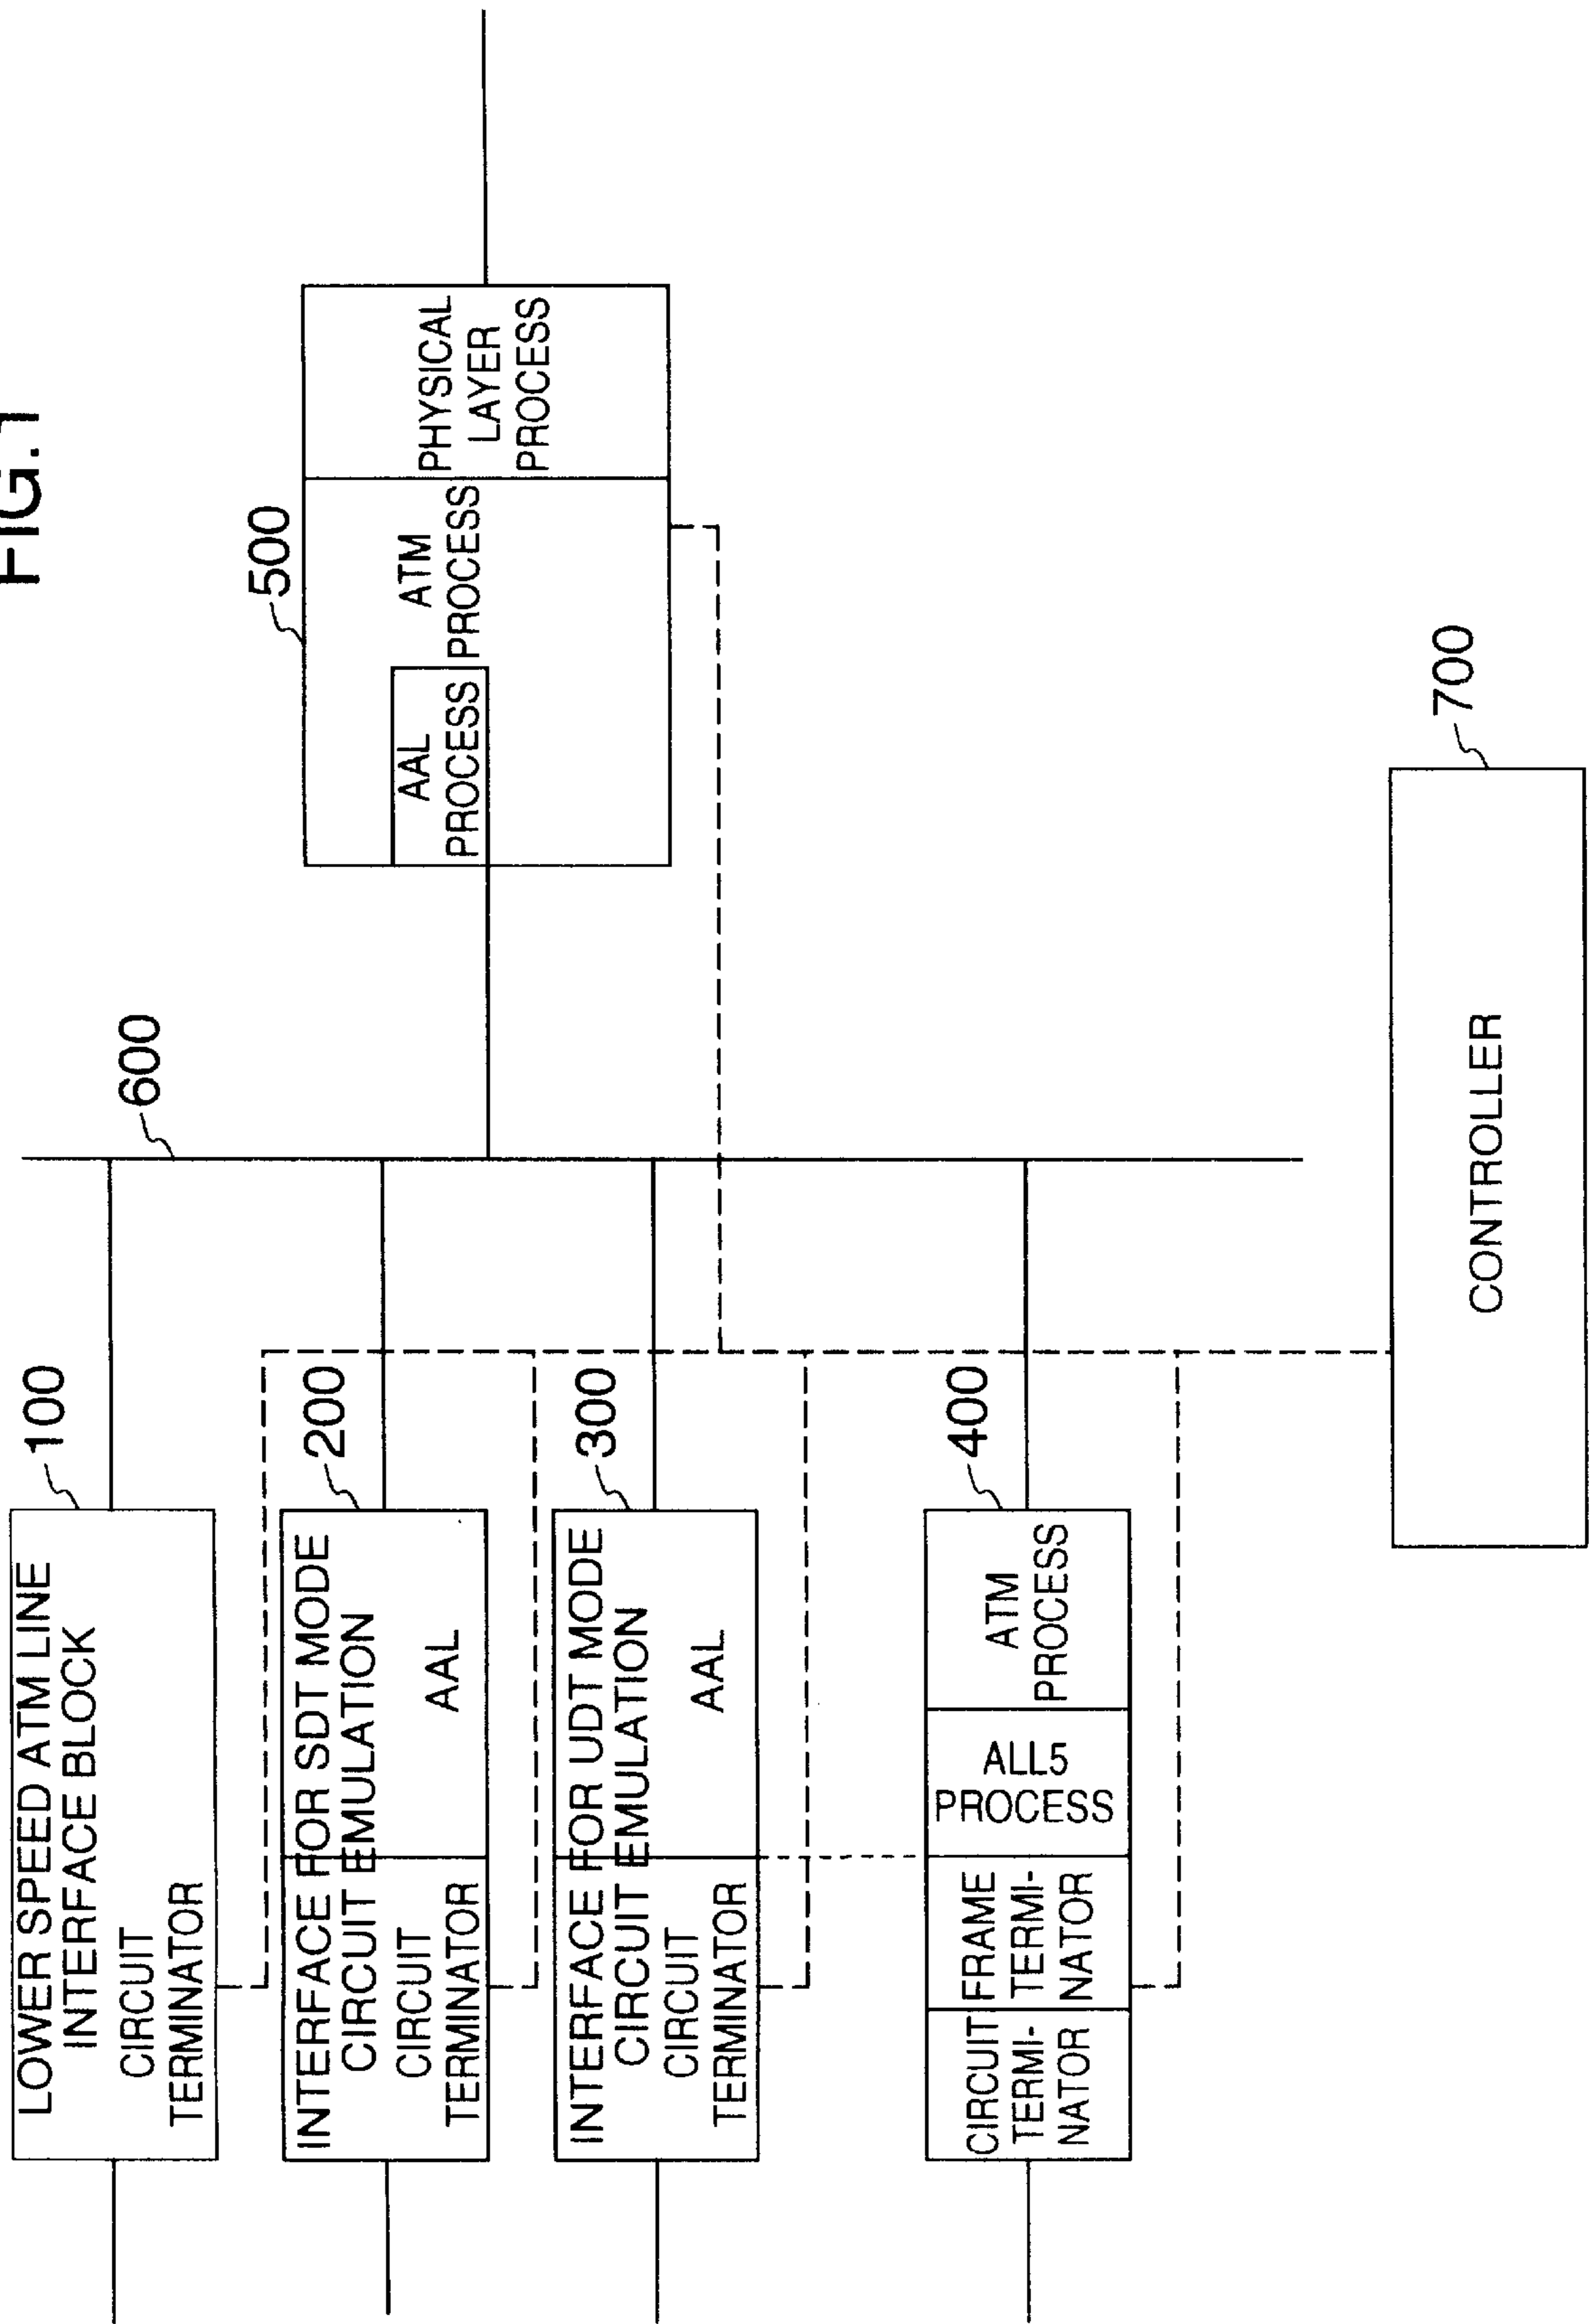 FIG.1
100
LOWER SPEED ATM LINE
INTERFACE BLOCK
CIRCUIT
TERMINATOR
200
INTERFACE FOR SDT MODE
CIRCUIT EMULATION
CIRCUIT
TERMINATOR
AAL
300
INTERFACE FOR UDT MODE
CIRCUIT EMULATION
CIRCUIT
TERMINATOR
AAL
400
CIRCUIT
TERMI-
NATOR
FRAME
TERMI-
NATOR
ALL5
PROCESS
ATM
PROCESS
600
500
AAL
PROCESS
ATM
PROCESS
PHYSICAL
LAYER
PROCESS
700
CONTROLLER